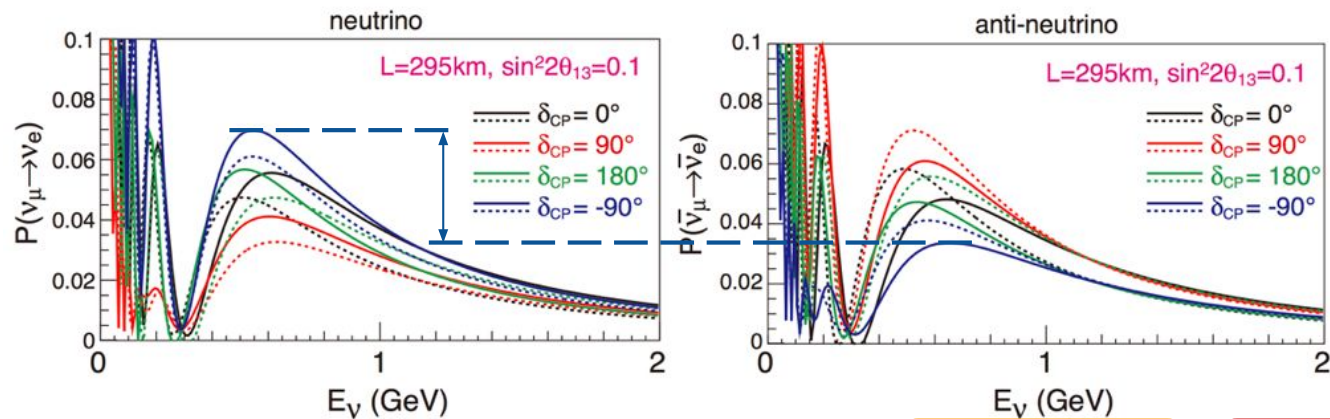 neutrino
0.1
0.08
0.06
0.04
0.02
0
P(νμ→νe)
L=295km, sin²2θ₁₃=0.1
δCP= 0°
δCP= 90°
δCP= 180°
δCP= -90°
0 1 2
Eν (GeV)
anti-neutrino
0.1
0.08
0.06
0.04
0.02
0
P(ν̄μ→ν̄e)
L=295km, sin²2θ₁₃=0.1
δCP= 0°
δCP= 90°
δCP= 180°
δCP= -90°
0 1 2
Eν (GeV)